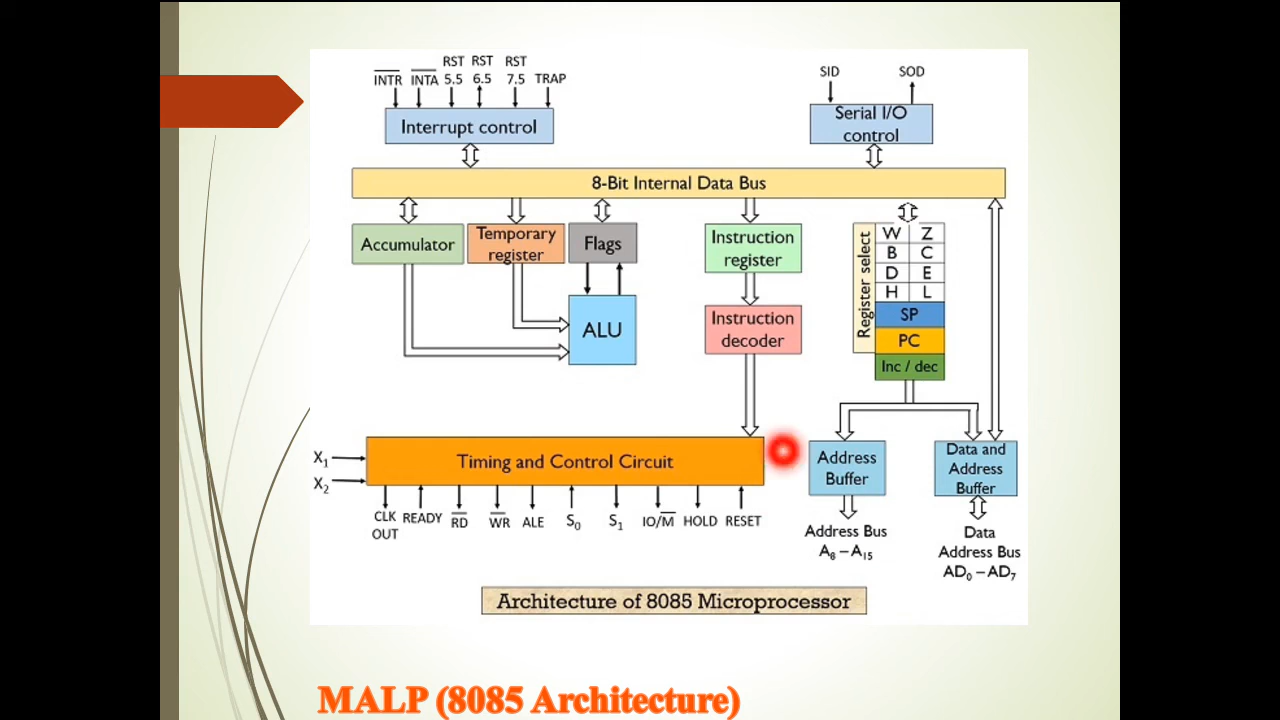 INTR INTA RST 5.5 RST 6.5 RST 7.5 TRAP
SID SOD
Interrupt control
Serial I/O
control
8-Bit Internal Data Bus
Accumulator
Temporary
register
Flags
ALU
Instruction
register
Instruction
decoder
Register select
W Z
B C
D E
H L
SP
PC
Inc / dec
X₁
X₂
Timing and Control Circuit
CLK
OUT
READY
RD
WR
ALE
S₀
S₁
IO/M
HOLD
RESET
Address
Buffer
Data and
Address
Buffer
Address Bus
A₈ – A₁₅
Data
Address Bus
AD₀ – AD₇
Architecture of 8085 Microprocessor
MALP (8085 Architecture)